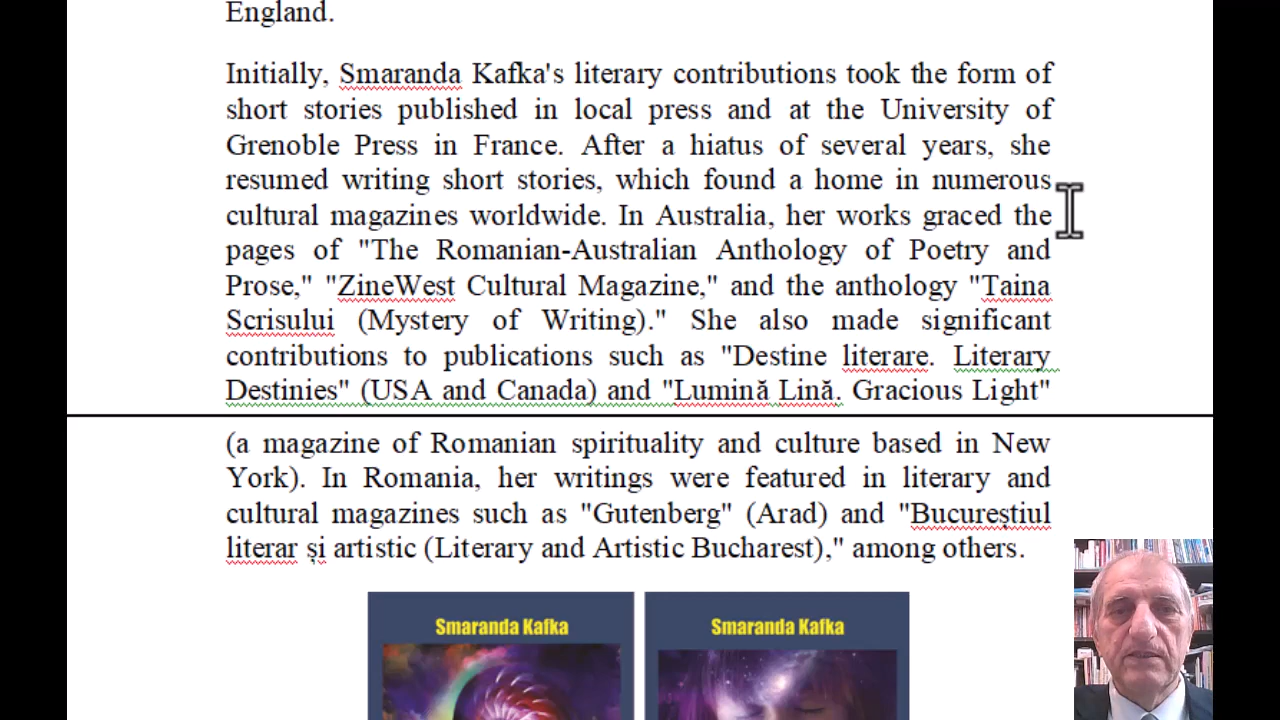 England.
Initially, Smaranda Kafka's literary contributions took the form of
short stories published in local press and at the University of
Grenoble Press in France. After a hiatus of several years, she
resumed writing short stories, which found a home in numerous
cultural magazines worldwide. In Australia, her works graced the
pages of "The Romanian-Australian Anthology of Poetry and
Prose," "ZineWest Cultural Magazine," and the anthology "Taina
Scrisului (Mystery of Writing)." She also made significant
contributions to publications such as "Destine literare. Literary
Destinies" (USA and Canada) and "Lumină Lină. Gracious Light"
(a magazine of Romanian spirituality and culture based in New
York). In Romania, her writings were featured in literary and
cultural magazines such as "Gutenberg" (Arad) and "Bucureștiul
literar și artistic (Literary and Artistic Bucharest)," among others.
Smaranda Kafka
Smaranda Kafka